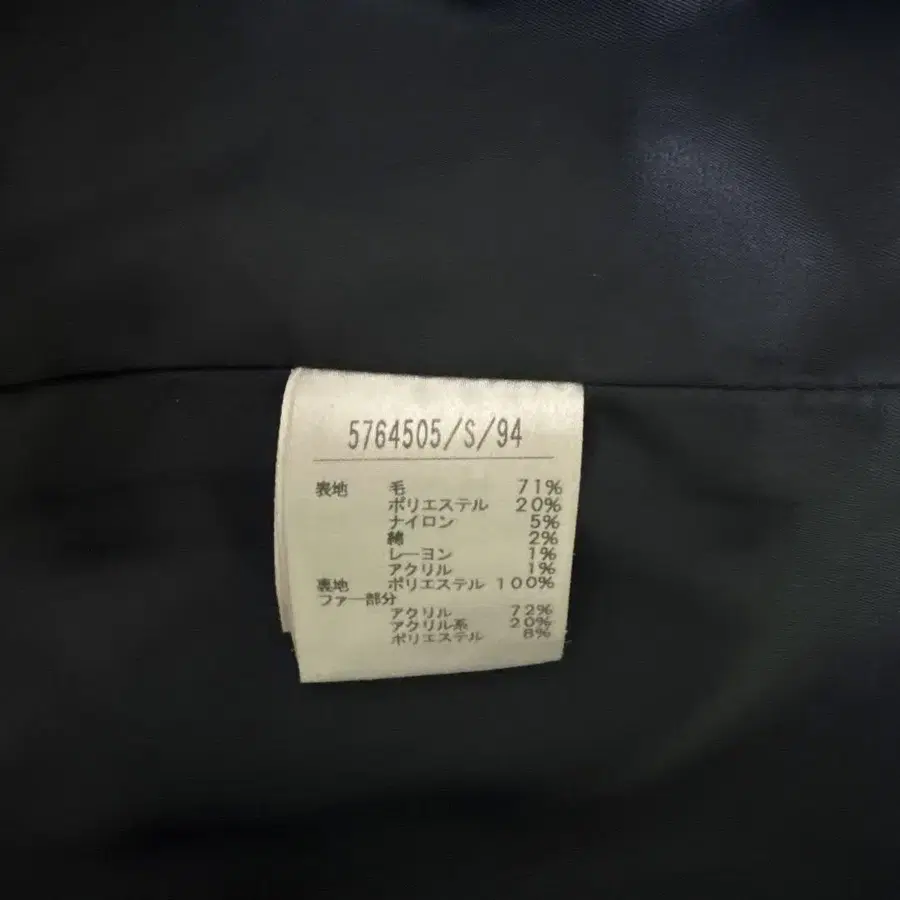 5764505/S/94
表地 毛 71%
ポリエステル 20%
ナイロン 5%
綿 2%
レーヨン 1%
アクリル 1%
裏地 ポリエステル 100%
ファー部分
アクリル 72%
アクリル系 20%
ポリエステル 8%